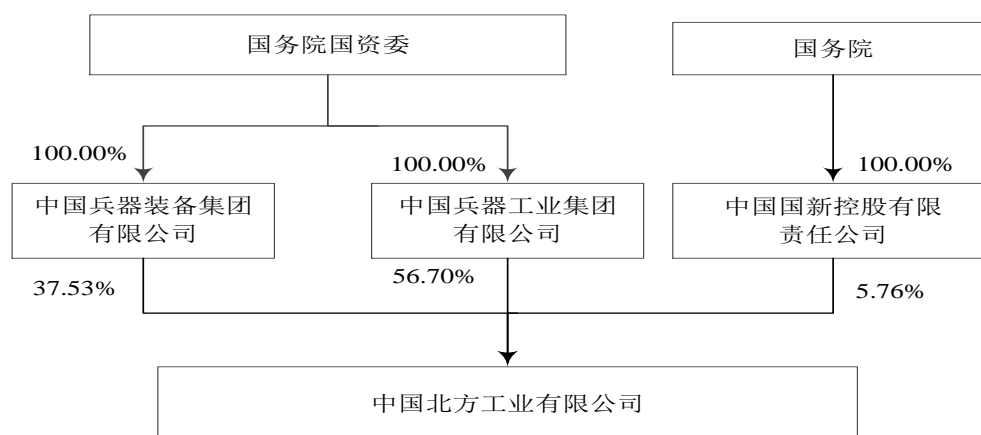 国务院国资委
国务院
100.00%
100.00%
100.00%
中国兵器装备集团
有限公司
中国兵器工业集团
有限公司
中国国新控股有限
责任公司
37.53%
56.70%
5.76%
中国北方工业有限公司